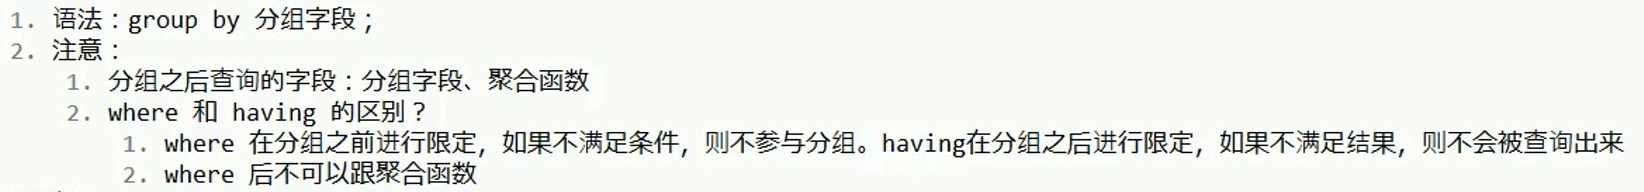 1. 语法：group by 分组字段；
2. 注意：
1. 分组之后查询的字段：分组字段、聚合函数
2. where 和 having 的区别？
1. where 在分组之前进行限定，如果不满足条件，则不参与分组。having在分组之后进行限定，如果不满足结果，则不会被查询出来
2. where 后不可以跟聚合函数